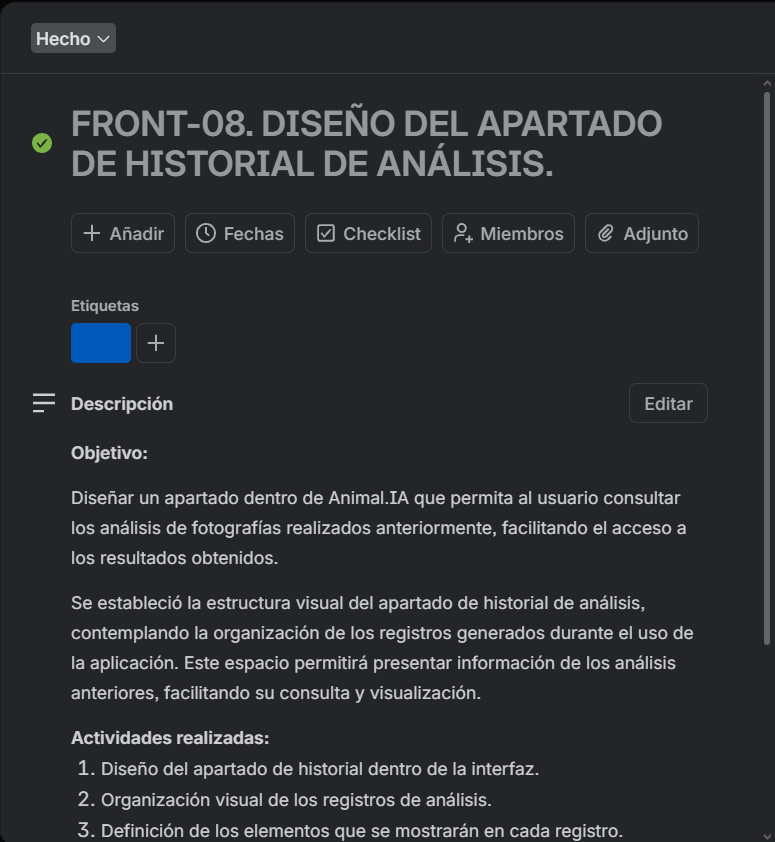 Hecho
FRONT-08. DISEÑO DEL APARTADO
DE HISTORIAL DE ANÁLISIS.
Añadir
Fechas
Checklist
Miembros
Adjunto
Etiquetas
Descripción
Editar
Objetivo:
Diseñar un apartado dentro de Animal.IA que permita al usuario consultar
los análisis de fotografías realizados anteriormente, facilitando el acceso a
los resultados obtenidos.
Se estableció la estructura visual del apartado de historial de análisis,
contemplando la organización de los registros generados durante el uso de
la aplicación. Este espacio permitirá presentar información de los análisis
anteriores, facilitando su consulta y visualización.
Actividades realizadas:
1. Diseño del apartado de historial dentro de la interfaz.
2. Organización visual de los registros de análisis.
3. Definición de los elementos que se mostrarán en cada registro.